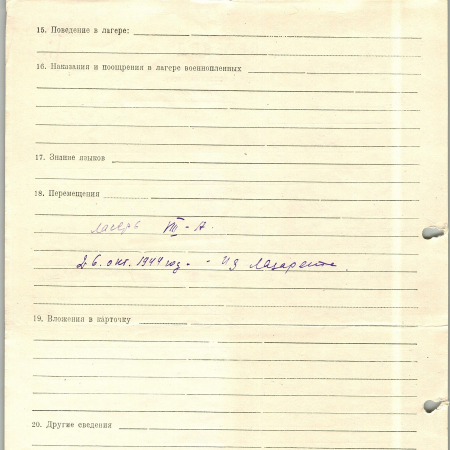 15. Поведение в лагере:
16. Наказания и поощрения в лагере военнопленных
17. Знание языков
18. Перемещения
лагерь III - А.
26. окт. 1944 год. - из лазарета.
19. Вложения в карточку
20. Другие сведения